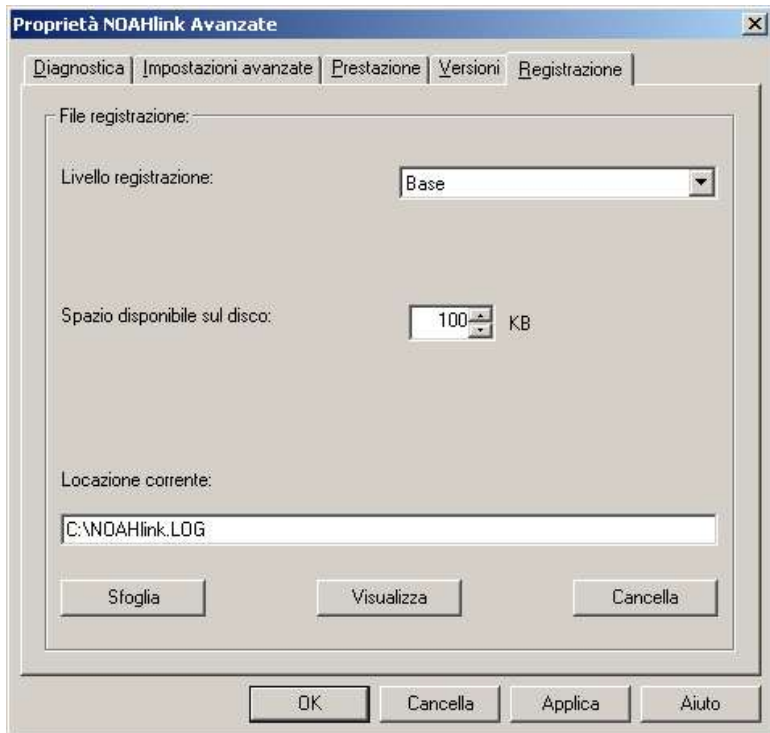 Proprietà NOAHlink Avanzate
Diagnostica Impostazioni avanzate Prestazione Versioni Registrazione
File registrazione:
Livello registrazione: Base
Spazio disponibile sul disco: 100 KB
Locazione corrente:
C:\NOAHlink.LOG
Sfoglia Visualizza Cancella
OK Cancella Applica Aiuto